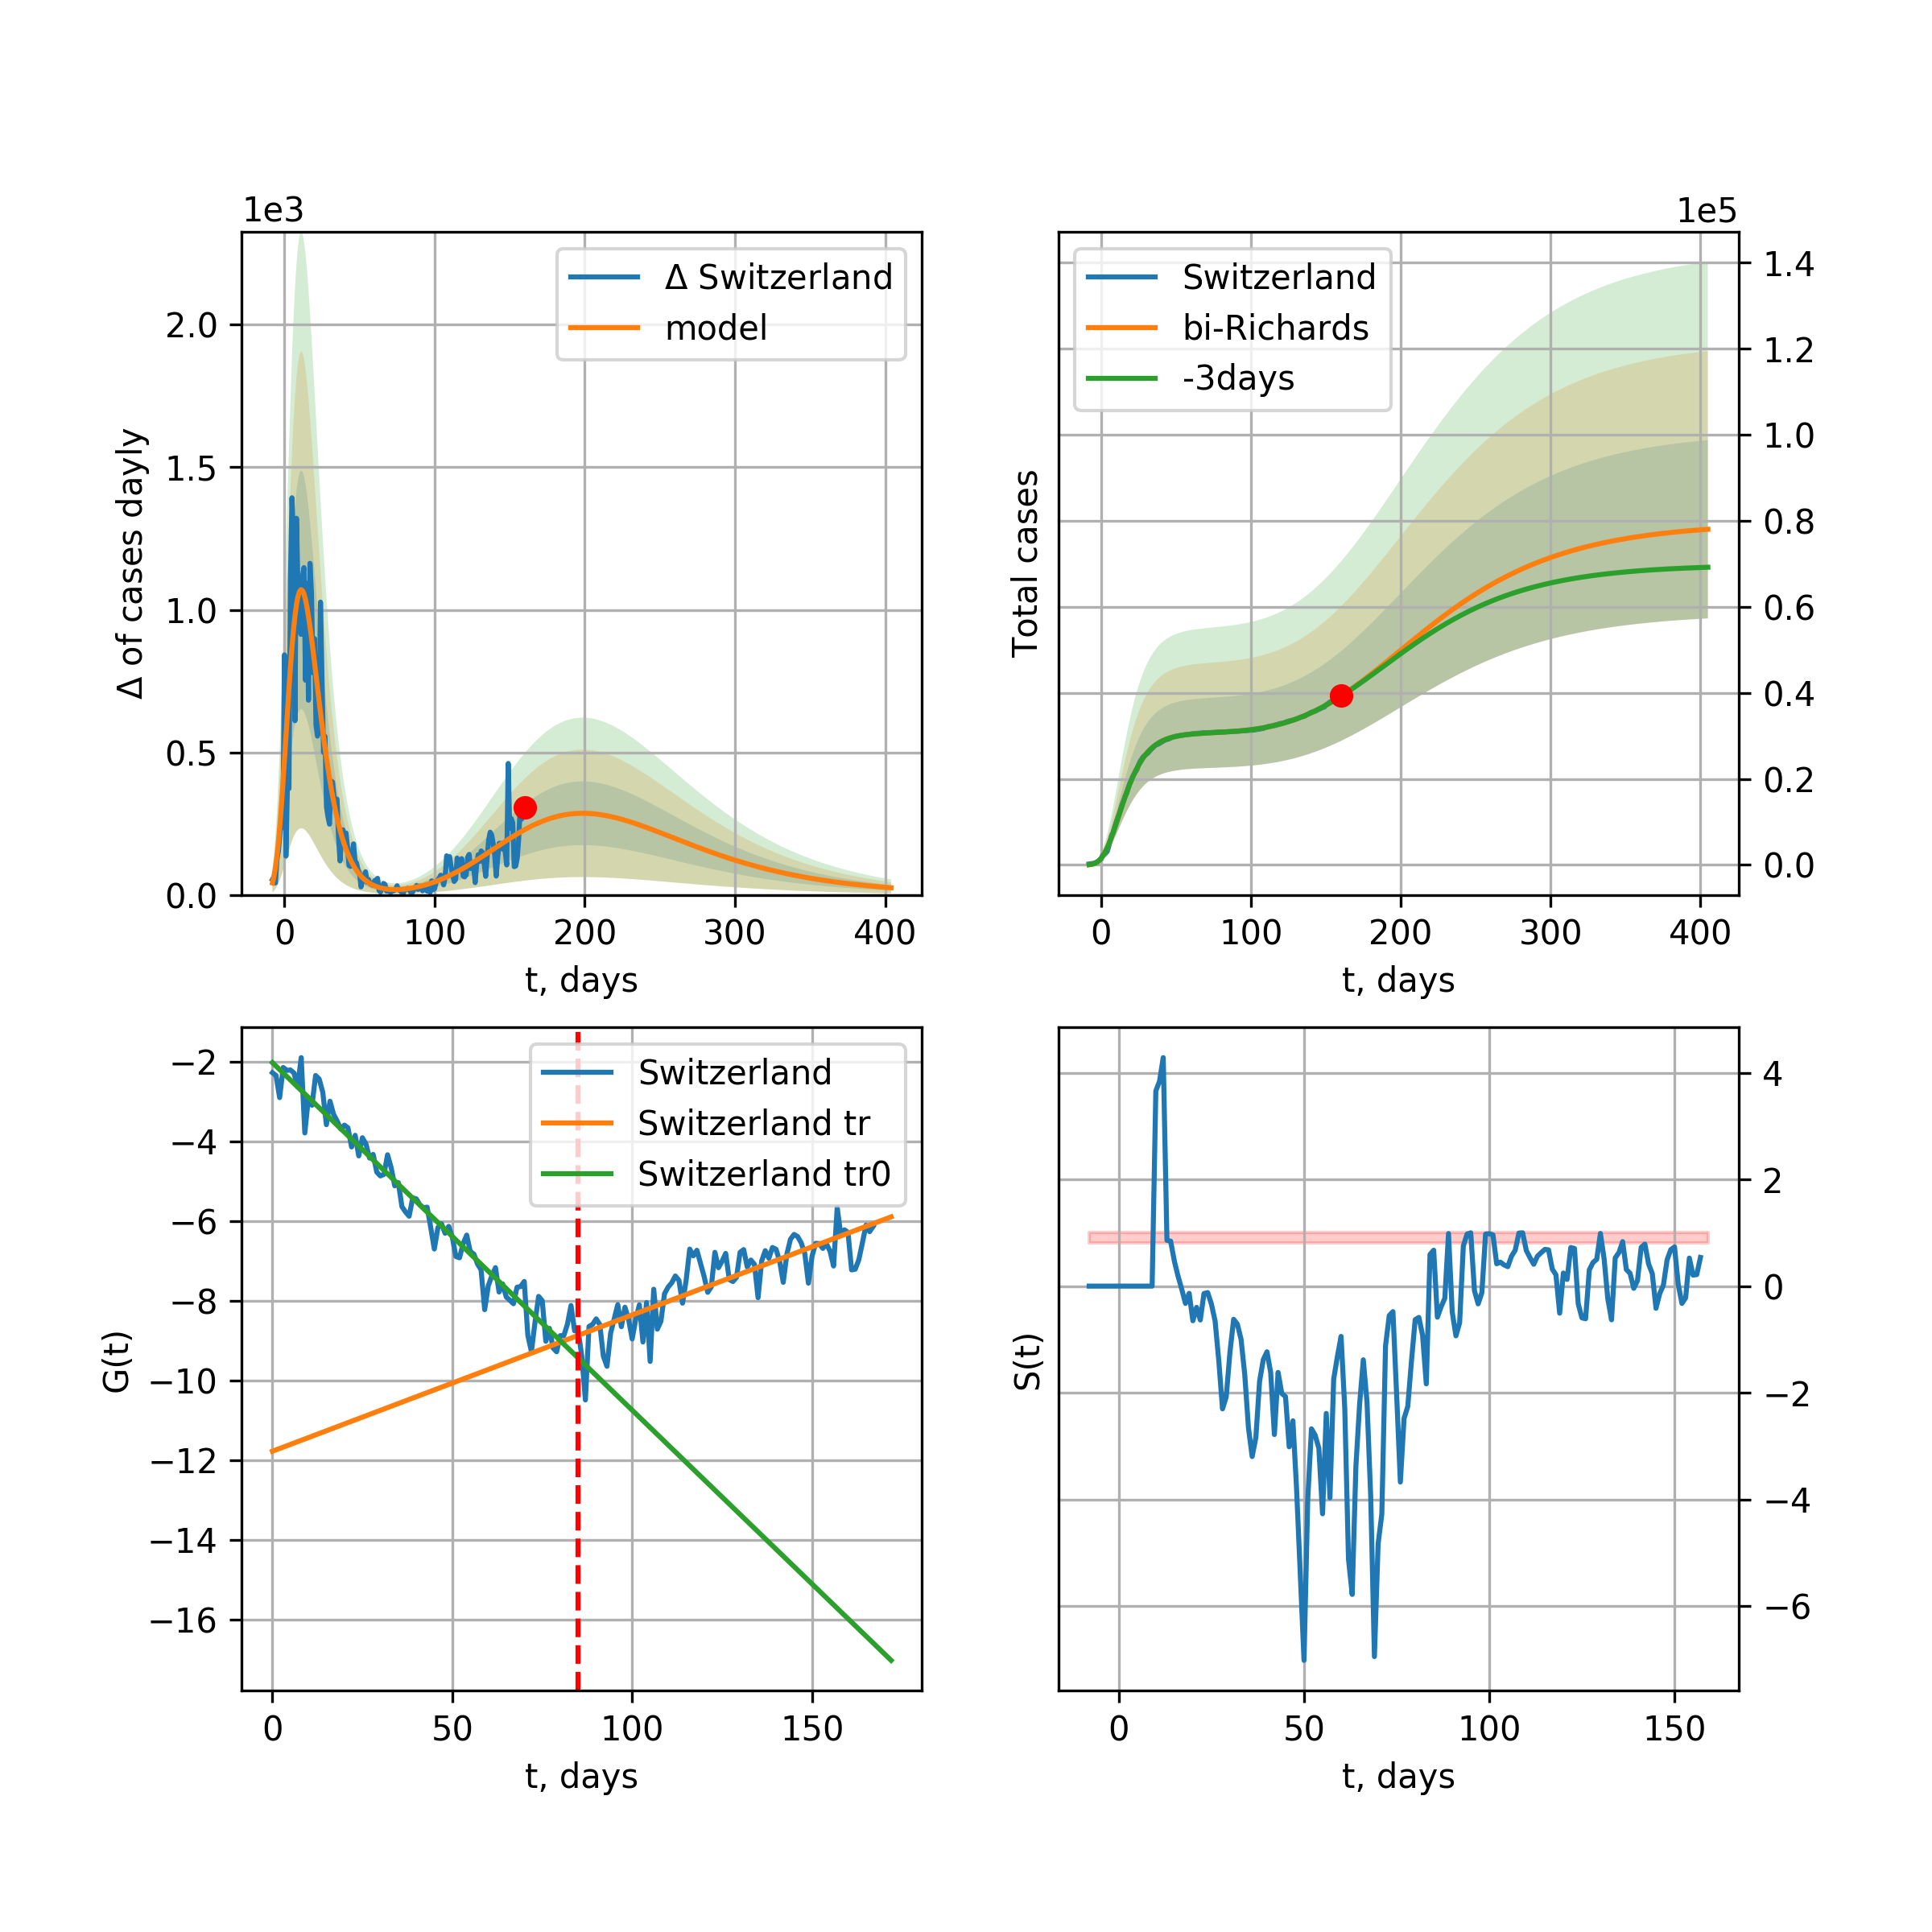 1e3
Δ of cases dayly
2.0
1.5
1.0
0.5
0.0
Δ Switzerland
model
0 100 200 300 400
t, days
1e5
Total cases
Switzerland
bi-Richards
-3days
1.4
1.2
1.0
0.8
0.6
0.4
0.2
0.0
0 100 200 300 400
t, days
G(t)
−2
−4
−6
−8
−10
−12
−14
−16
Switzerland
Switzerland tr
Switzerland tr0
0 50 100 150
t, days
S(t)
4
2
0
−2
−4
−6
0 50 100 150
t, days